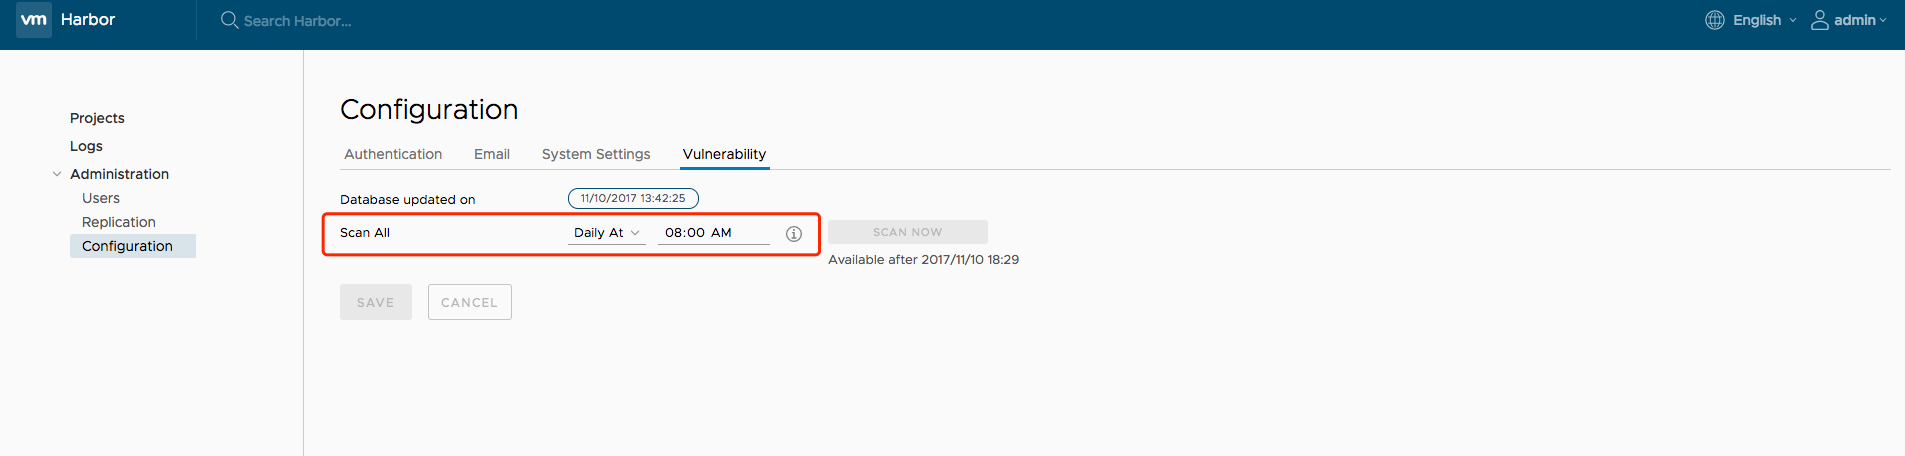 vm Harbor
Search Harbor...
English
admin
Projects
Logs
Administration
Users
Replication
Configuration
Configuration
Authentication Email System Settings Vulnerability
Database updated on 11/10/2017 13:42:25
Scan All Daily At 08:00 AM SCAN NOW
Available after 2017/11/10 18:29
SAVE CANCEL